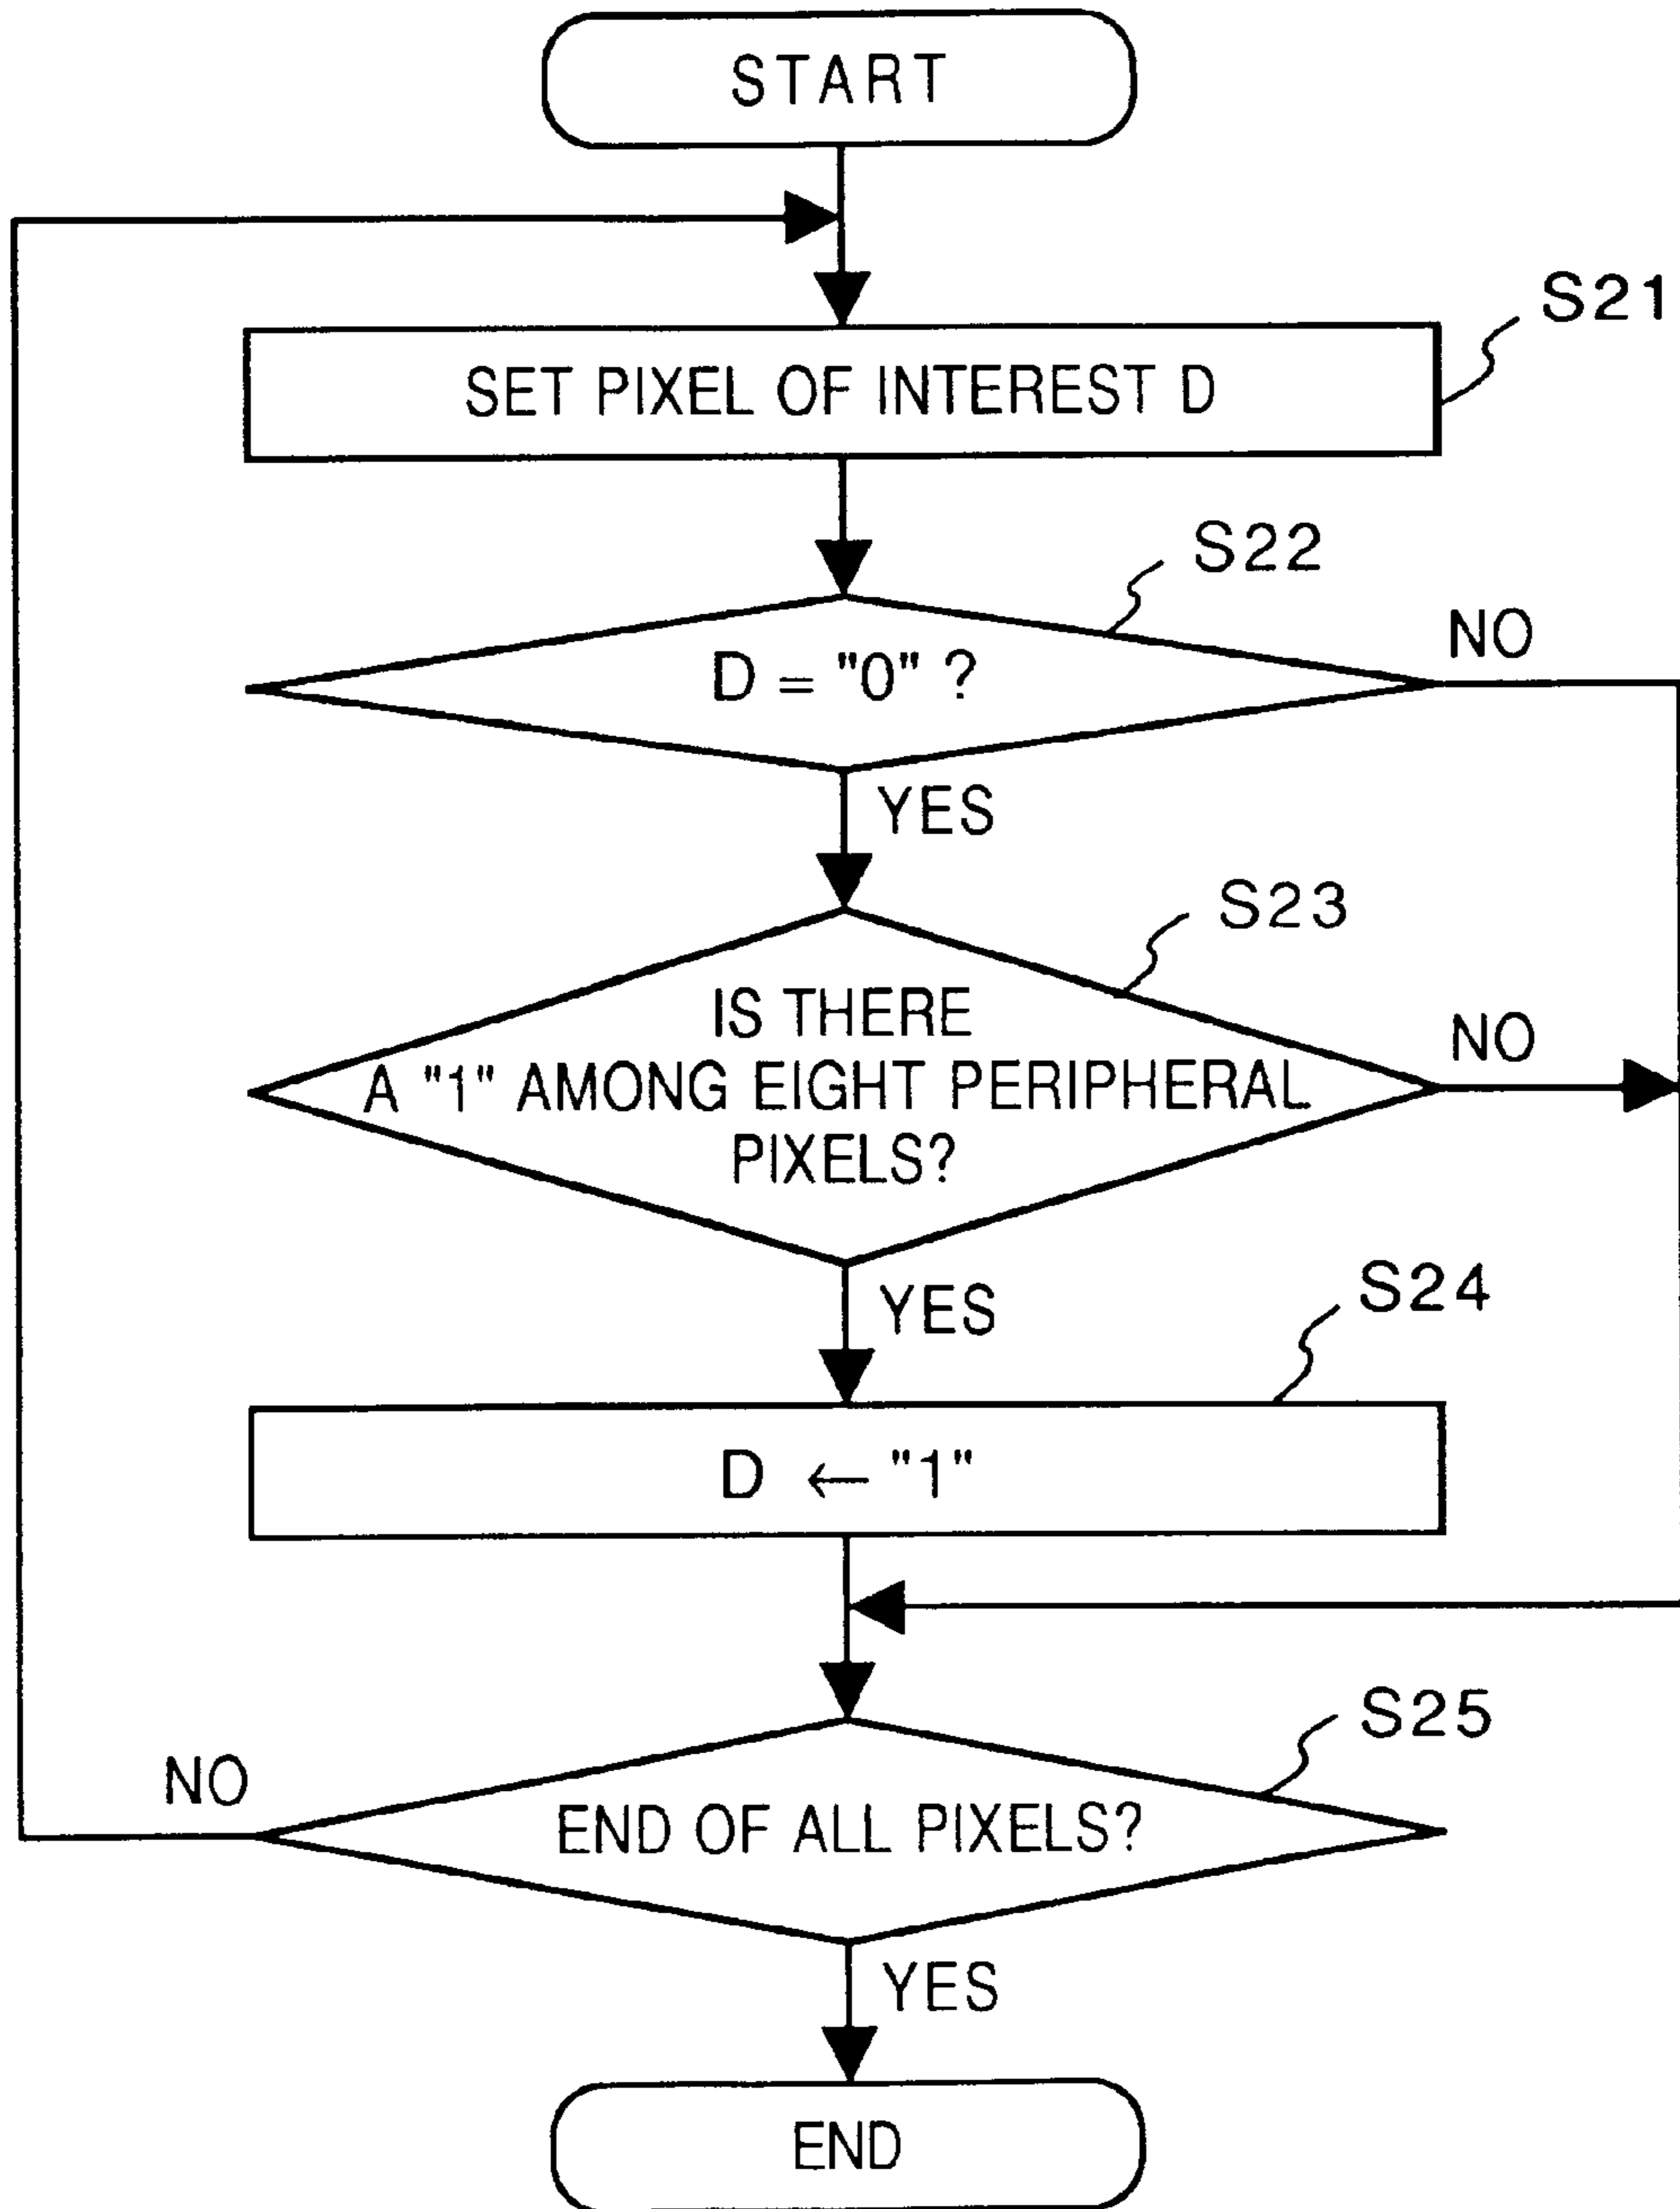 START
S21
SET PIXEL OF INTEREST D
S22
D = "0" ?
NO
YES
S23
IS THERE
A "1" AMONG EIGHT PERIPHERAL
PIXELS?
NO
YES
S24
D ← "1"
S25
END OF ALL PIXELS?
NO
YES
END